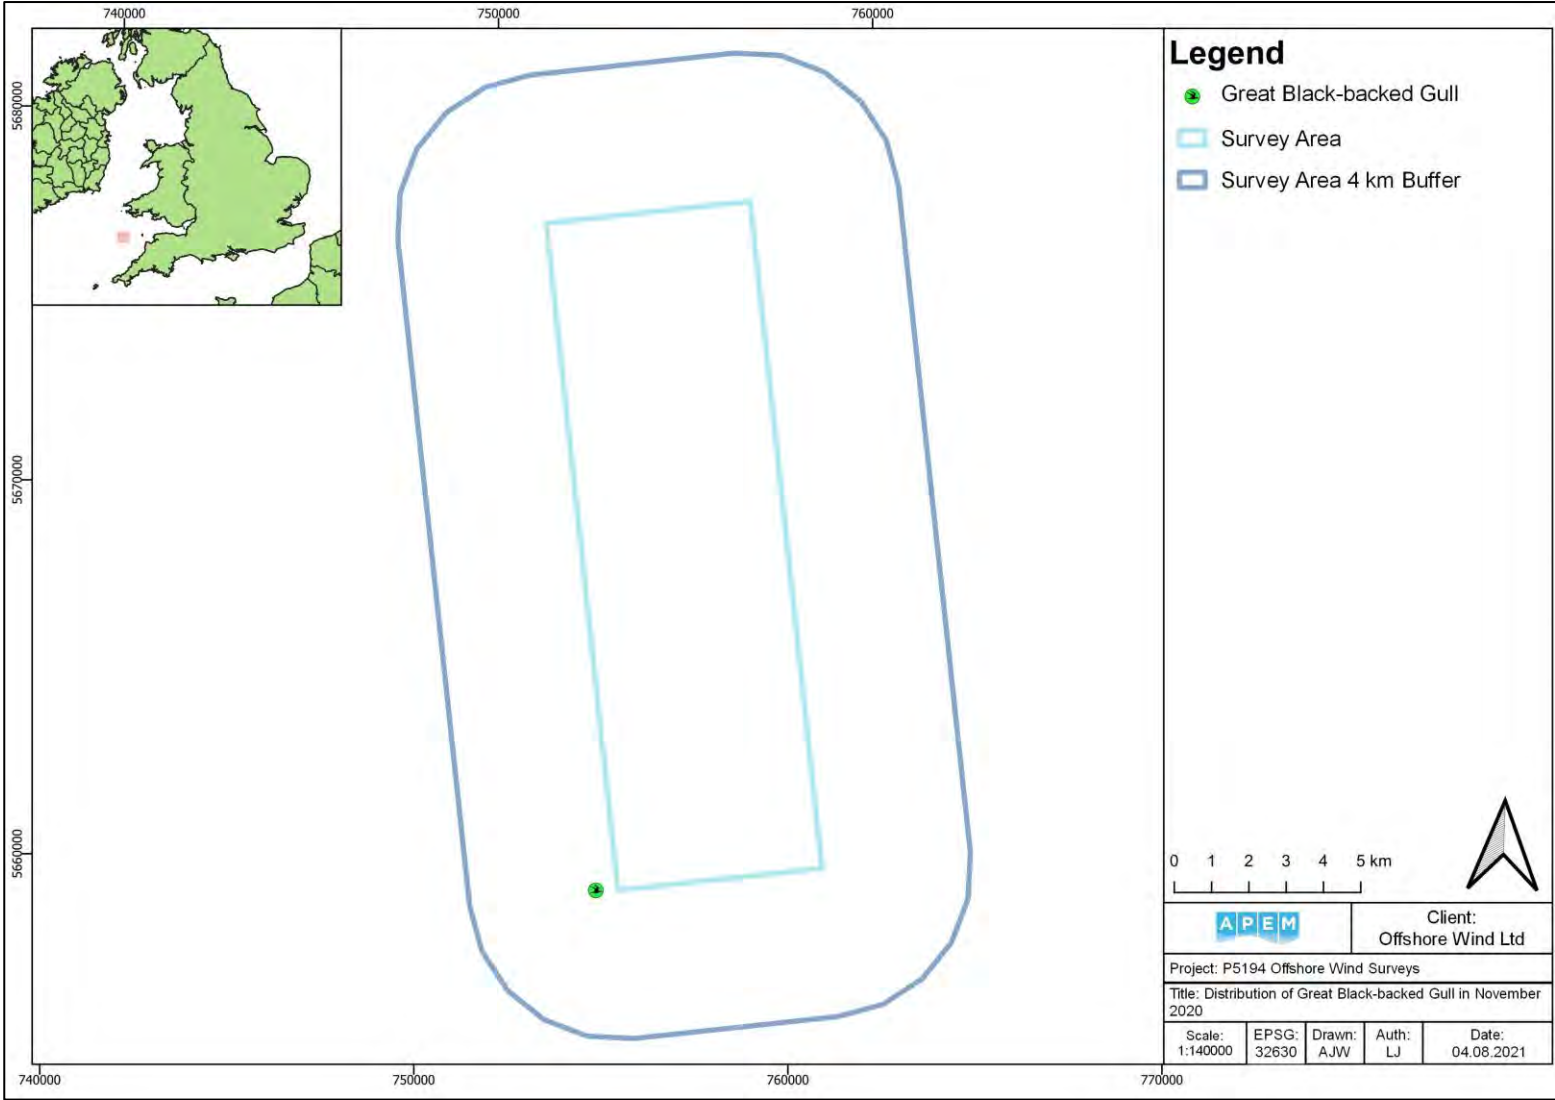 740000
750000
760000
5680000
5670000
5660000
740000
750000
760000
770000
Legend
Great Black-backed Gull
Survey Area
Survey Area 4 km Buffer
0 1 2 3 4 5 km
APEM
Client:
Offshore Wind Ltd
Project: P5194 Offshore Wind Surveys
Title: Distribution of Great Black-backed Gull in November
2020
Scale:
1:140000
EPSG:
32630
Drawn:
AJW
Auth:
LJ
Date:
04.08.2021